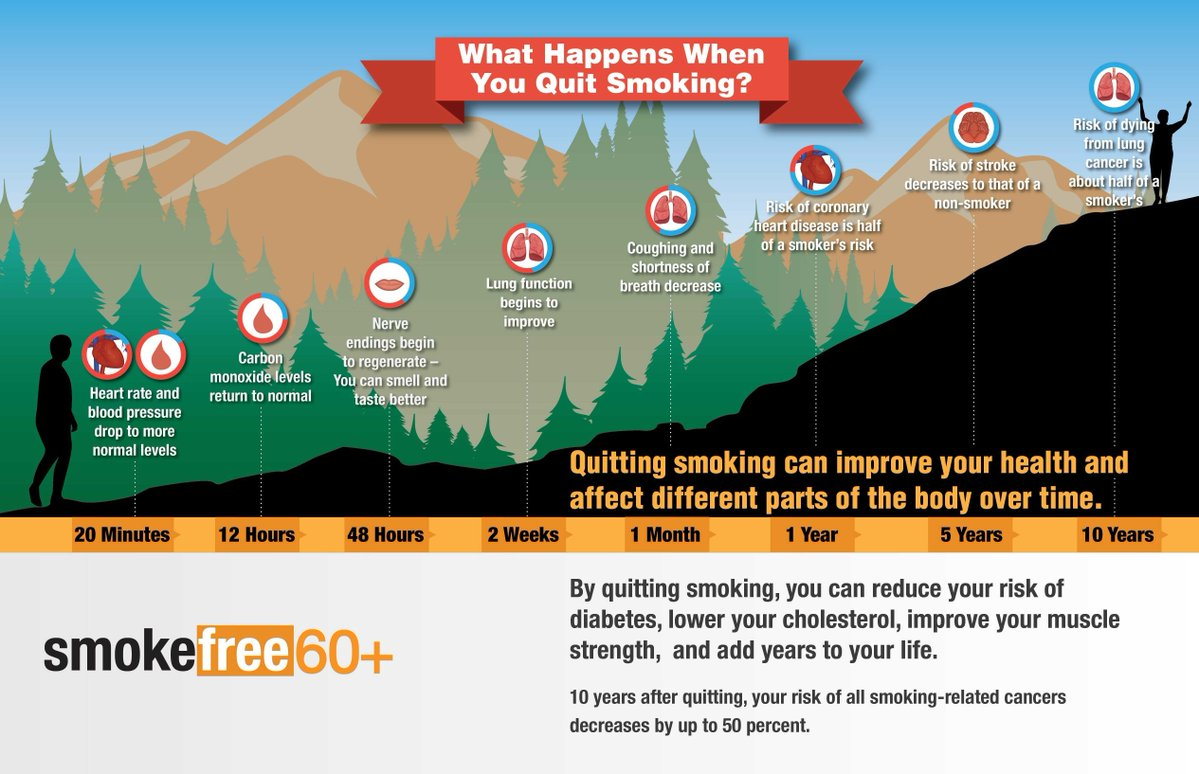 What Happens When
You Quit Smoking?
Heart rate and
blood pressure
drop to more
normal levels
Carbon
monoxide levels
return to normal
Nerve
endings begin
to regenerate –
You can smell and
taste better
Lung function
begins to
improve
Coughing and
shortness of
breath decrease
Risk of coronary
heart disease is half
of a smoker's risk
Risk of stroke
decreases to that of a
non-smoker
Risk of dying
from lung
cancer is
about half of a
smoker's
Quitting smoking can improve your health and
affect different parts of the body over time.
20 Minutes
12 Hours
48 Hours
2 Weeks
1 Month
1 Year
5 Years
10 Years
smokefree60+
By quitting smoking, you can reduce your risk of
diabetes, lower your cholesterol, improve your muscle
strength, and add years to your life.
10 years after quitting, your risk of all smoking-related cancers
decreases by up to 50 percent.